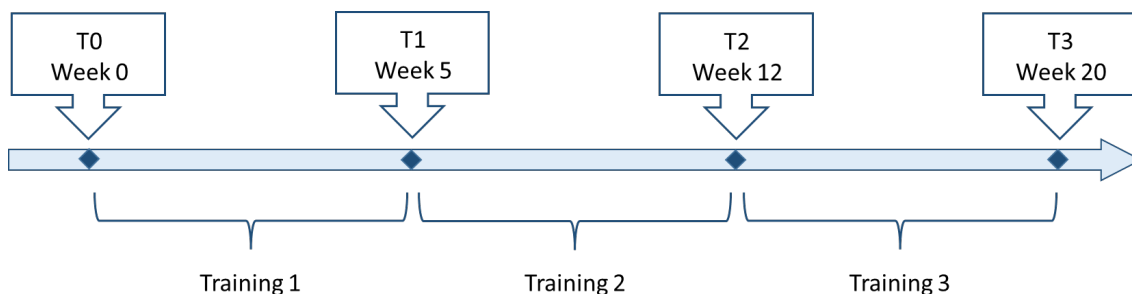 T0
Week 0
T1
Week 5
T2
Week 12
T3
Week 20
Training 1
Training 2
Training 3